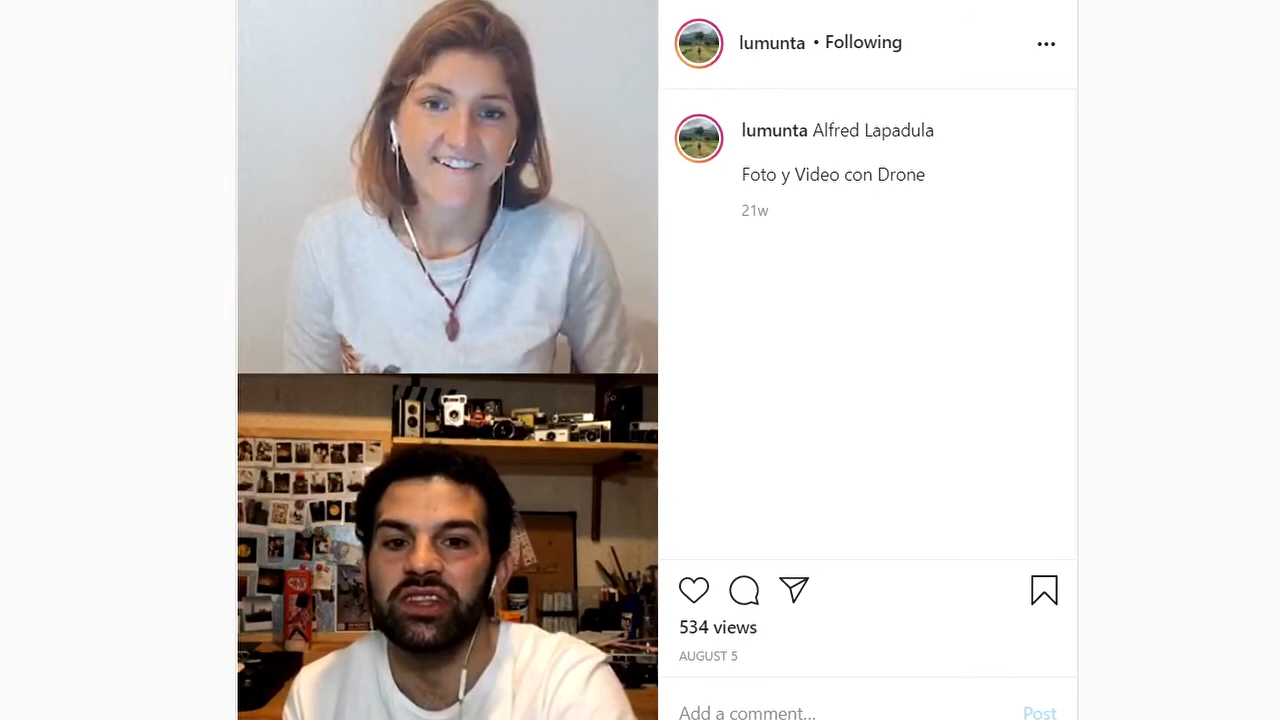 lumunta • Following
lumunta Alfred Lapadula
Foto y Video con Drone
21w
534 views
AUGUST 5
Add a comment...
Post